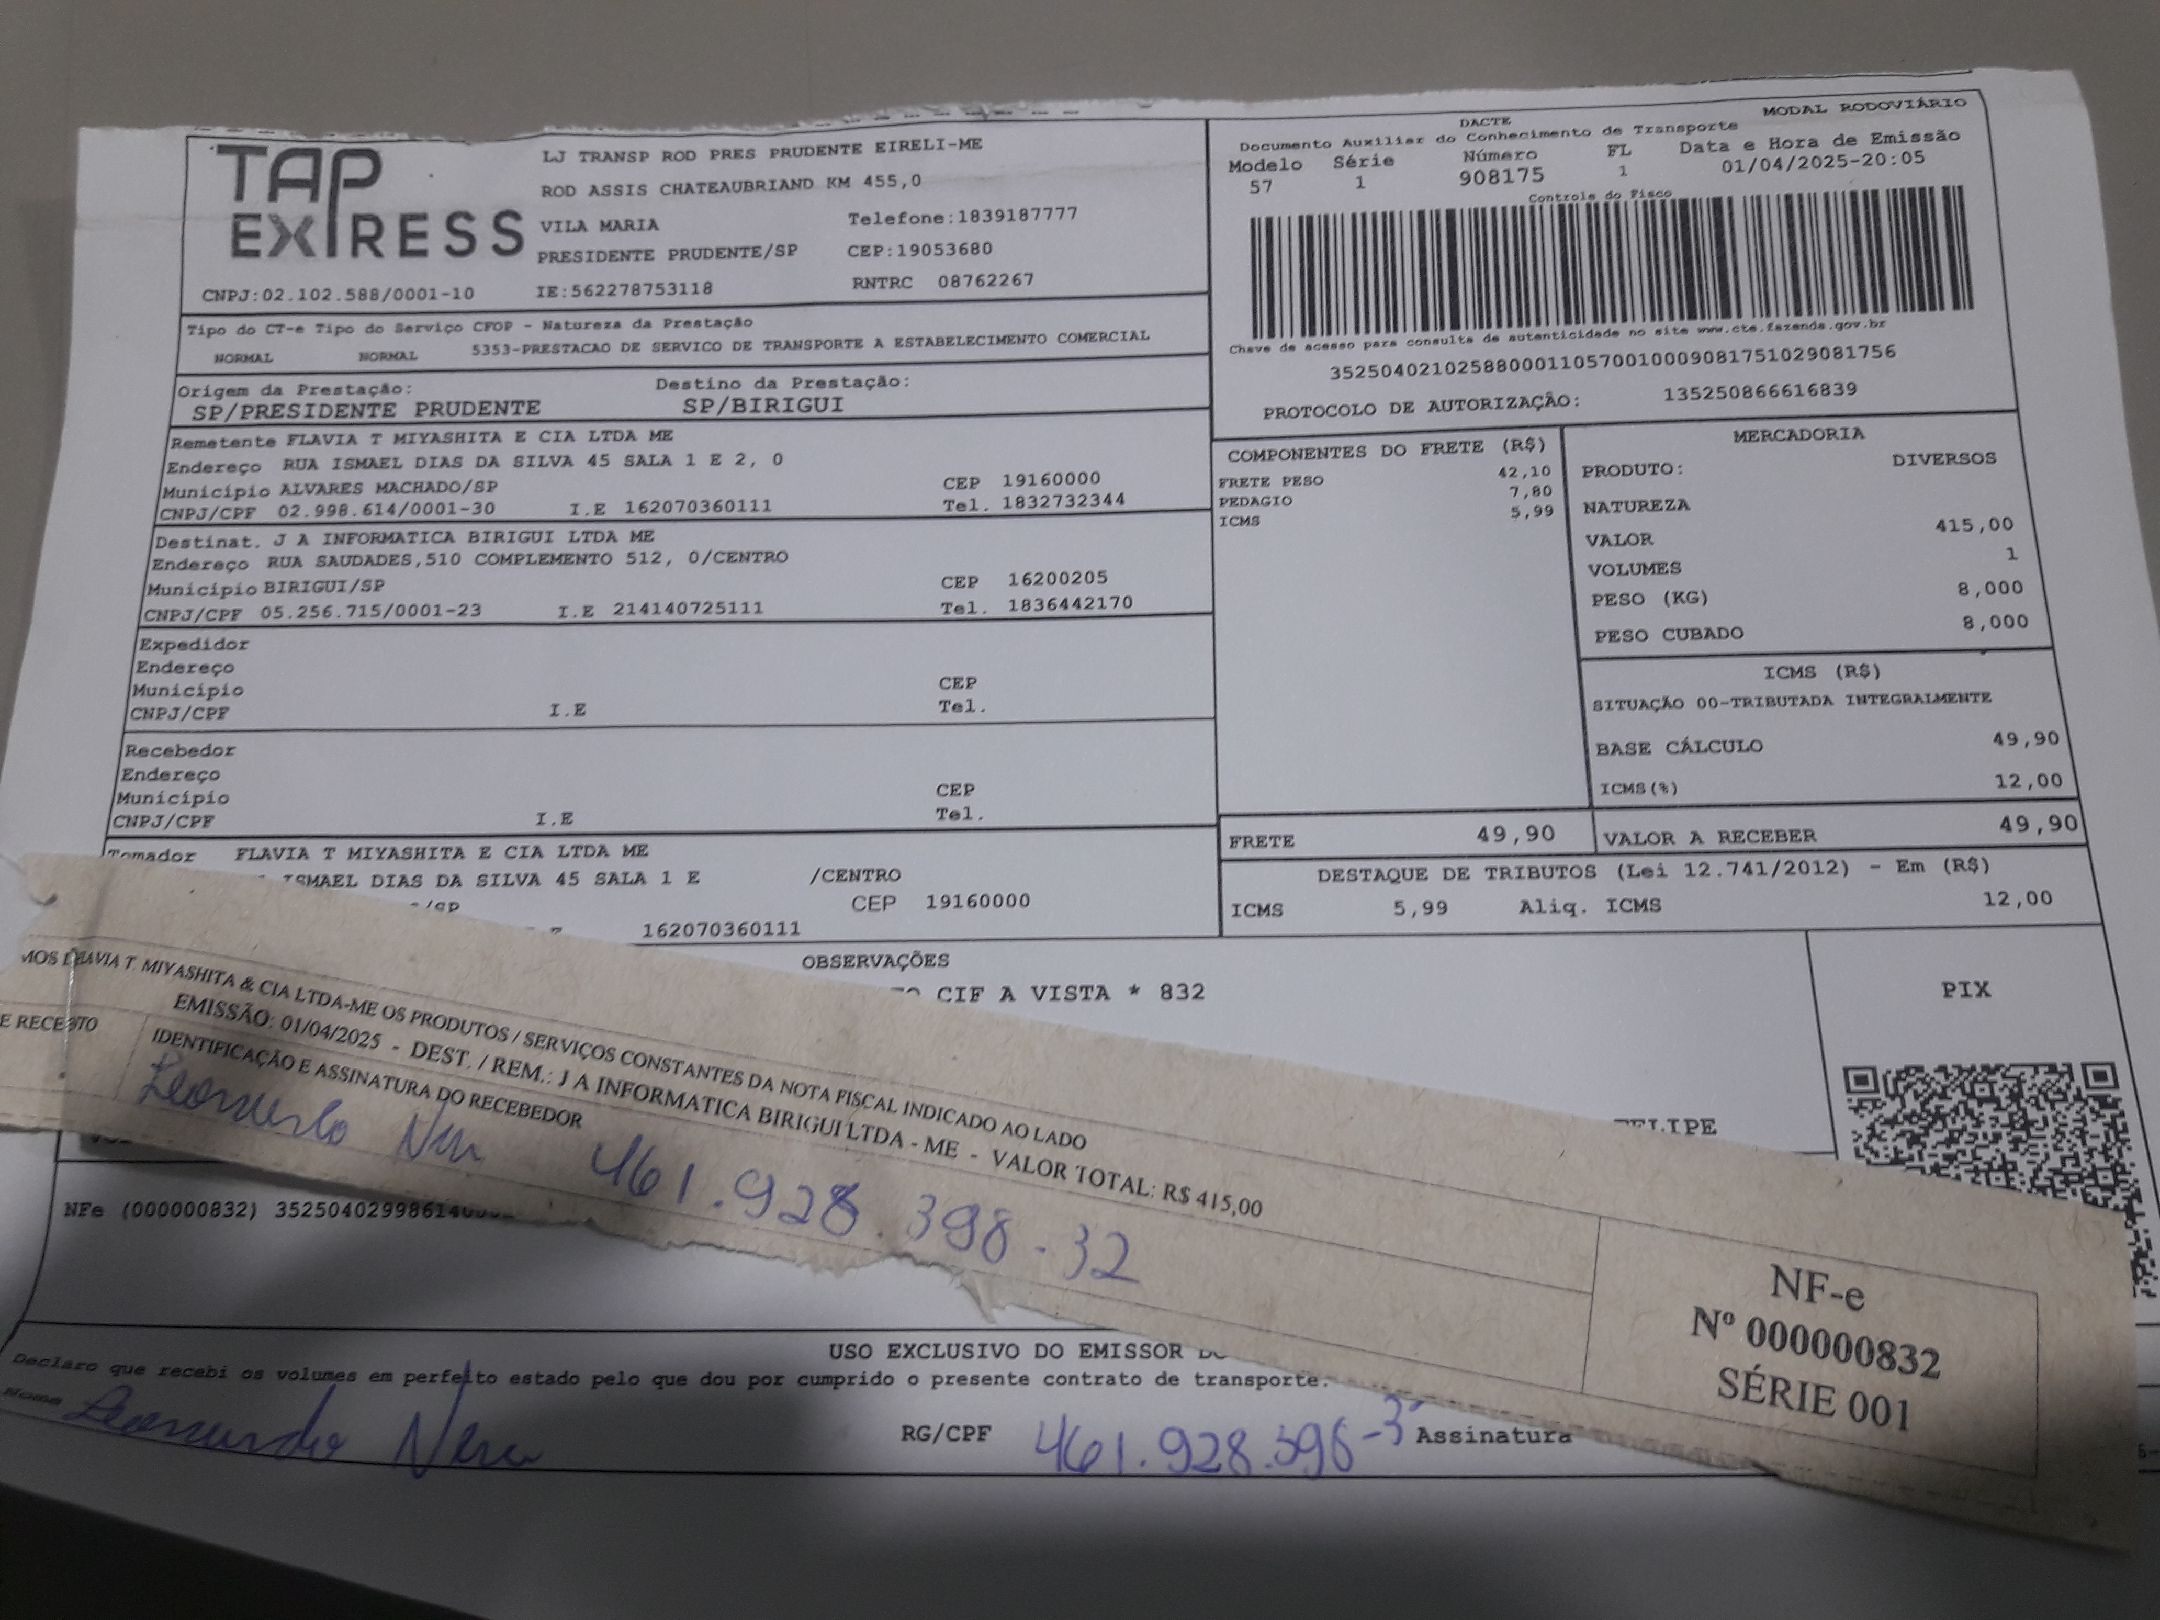 TAP EXPRESS
LJ TRANSP ROD PRES PRUDENTE EIRELI-ME
ROD ASSIS CHATEAUBRIAND KM 455,0
VILA MARIA Telefone:1839187777
PRESIDENTE PRUDENTE/SP CEP:19053680
CNPJ:02.102.588/0001-10 IE:562278753118 RNTRC 08762267
DACTE MODAL RODOVIÁRIO
Documento Auxiliar do Conhecimento de Transporte
Modelo Série Número FL Data e Hora de Emissão
57 1 908175 1 01/04/2025-20:05
Controle do Fisco
Chave de acesso para consulta de autenticidade no site www.cte.fazenda.gov.br
35250402102588000110570010009081751029081756
PROTOCOLO DE AUTORIZAÇÃO: 135250866616839
Tipo do CT-e Tipo do Serviço CFOP - Natureza da Prestação
NORMAL NORMAL 5353-PRESTACAO DE SERVICO DE TRANSPORTE A ESTABELECIMENTO COMERCIAL
Origem da Prestação: Destino da Prestação:
SP/PRESIDENTE PRUDENTE SP/BIRIGUI
Remetente FLAVIA T MIYASHITA E CIA LTDA ME
Endereço RUA ISMAEL DIAS DA SILVA 45 SALA 1 E 2, 0
Município ALVARES MACHADO/SP CEP 19160000
CNPJ/CPF 02.998.614/0001-30 I.E 162070360111 Tel. 1832732344
Destinat. J A INFORMATICA BIRIGUI LTDA ME
Endereço RUA SAUDADES,510 COMPLEMENTO 512, 0/CENTRO
Município BIRIGUI/SP CEP 16200205
CNPJ/CPF 05.256.715/0001-23 I.E 214140725111 Tel. 1836442170
Expedidor
Endereço
Município CEP
CNPJ/CPF I.E Tel.
Recebedor
Endereço
Município CEP
CNPJ/CPF I.E Tel.
Tomador FLAVIA T MIYASHITA E CIA LTDA ME
ISMAEL DIAS DA SILVA 45 SALA 1 E /CENTRO
/SP CEP 19160000
162070360111
COMPONENTES DO FRETE (R$)
FRETE PESO 42,10
PEDAGIO 7,80
ICMS 5,99
MERCADORIA
PRODUTO: DIVERSOS
NATUREZA
VALOR 415,00
VOLUMES 1
PESO (KG) 8,000
PESO CUBADO 8,000
ICMS (R$)
SITUAÇÃO 00-TRIBUTADA INTEGRALMENTE
BASE CÁLCULO 49,90
ICMS(%) 12,00
FRETE 49,90 VALOR A RECEBER 49,90
DESTAQUE DE TRIBUTOS (Lei 12.741/2012) - Em (R$)
ICMS 5,99 Aliq. ICMS 12,00
OBSERVAÇÕES
CIF A VISTA * 832
PIX
FELIPE
MOS DE FLAVIA T. MIYASHITA & CIA LTDA-ME OS PRODUTOS / SERVIÇOS CONSTANTES DA NOTA FISCAL INDICADO AO LADO
EMISSÃO: 01/04/2025 - DEST. / REM.: J A INFORMATICA BIRIGUI LTDA - ME - VALOR TOTAL: R$ 415,00
E RECEBTO IDENTIFICAÇÃO E ASSINATURA DO RECEBEDOR
461.928.398.32
NF-e
Nº 000000832
SÉRIE 001
NFe (000000832) 352504029986140
USO EXCLUSIVO DO EMISSOR
Declaro que recebi os volumes em perfeito estado pelo que dou por cumprido o presente contrato de transporte.
Nome RG/CPF 461.928.398-3 Assinatura